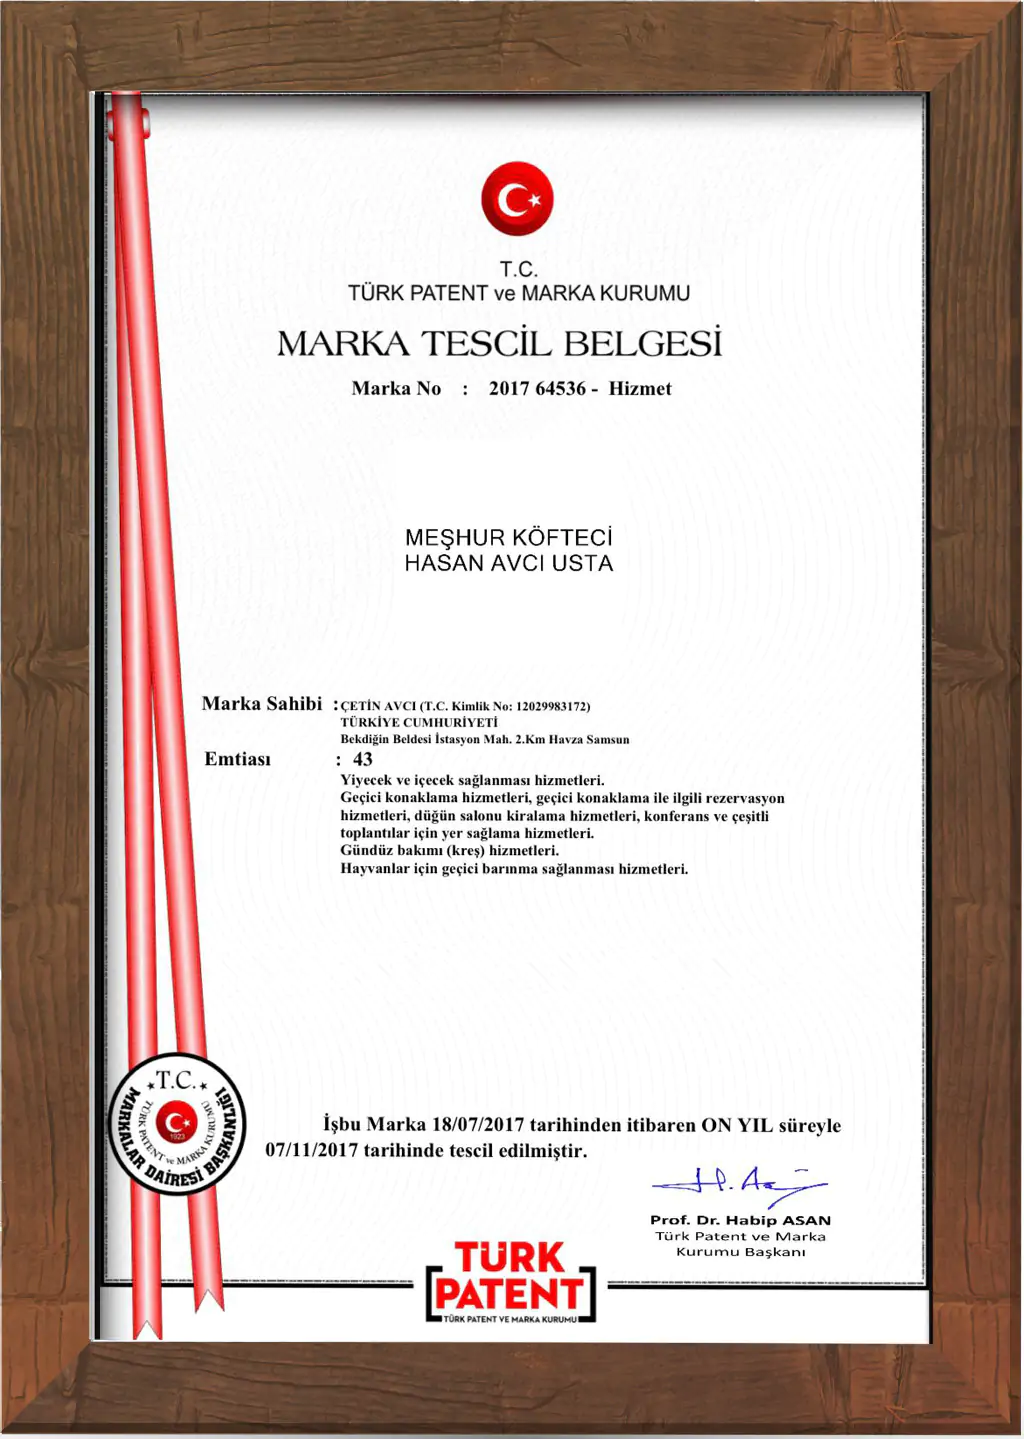 T.C.
TÜRK PATENT ve MARKA KURUMU
MARKA TESCİL BELGESİ
Marka No : 2017 64536 - Hizmet
MEŞHUR KÖFTECİ
HASAN AVCI USTA
Marka Sahibi : ÇETİN AVCI (T.C. Kimlik No: 12029983172)
TÜRKİYE CUMHURİYETİ
Bekdiğin Beldesi İstasyon Mah. 2.Km Havza Samsun
Emtiası : 43
Yiyecek ve içecek sağlanması hizmetleri.
Geçici konaklama hizmetleri, geçici konaklama ile ilgili rezervasyon
hizmetleri, düğün salonu kiralama hizmetleri, konferans ve çeşitli
toplantılar için yer sağlama hizmetleri.
Gündüz bakımı (kreş) hizmetleri.
Hayvanlar için geçici barınma sağlanması hizmetleri.
T.C.
MARKALAR DAİRESİ BAŞKANLIĞI
TÜRK PATENT ve MARKA KURUMU
1923
İşbu Marka 18/07/2017 tarihinden itibaren ON YIL süreyle
07/11/2017 tarihinde tescil edilmiştir.
H. As
Prof. Dr. Habip ASAN
Türk Patent ve Marka
Kurumu Başkanı
TÜRK
PATENT
TÜRK PATENT VE MARKA KURUMU